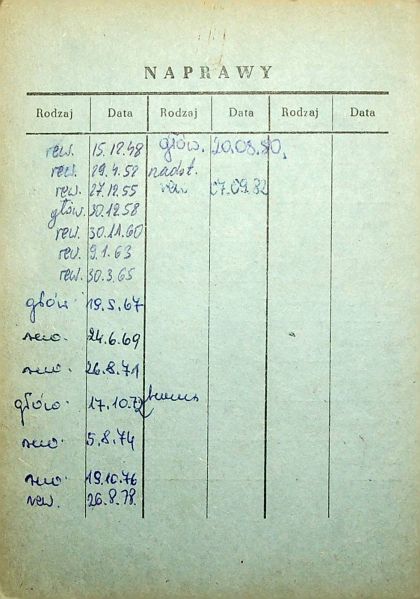 NAPRAWY
Rodzaj Data Rodzaj Data Rodzaj Data
rew. 15.12.48 głów. 20.08.80.
rew. 29.4.52 nadst.
rew. 27.12.55 rew 07.09.82
głów. 30.12.58
rew. 30.11.60
rew. 9.1.63
rew. 30.3.65
głów 19.5.67
rew. 24.6.69
rew. 26.8.71
głów. 17.10.72
rew. 5.8.74
rew. 19.10.76
rew. 26.8.78.